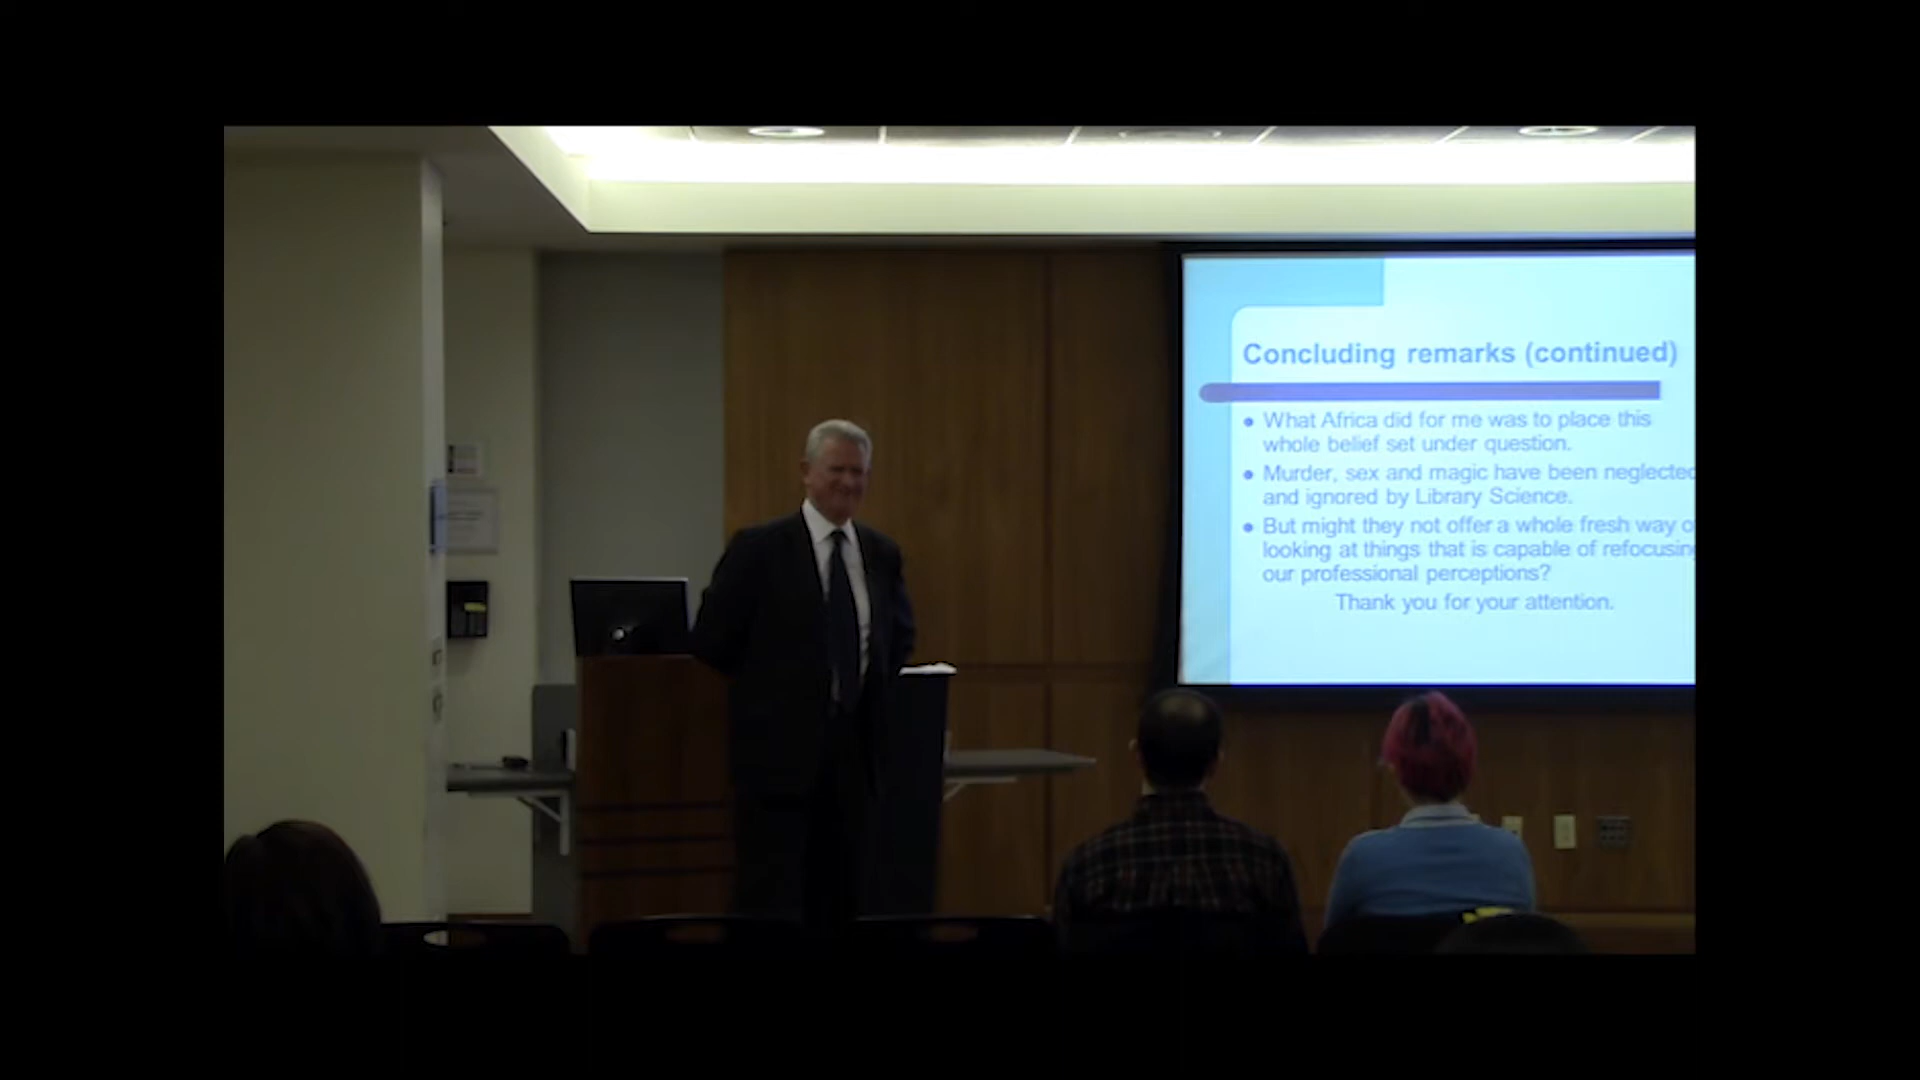 Concluding remarks (continued)
• What Africa did for me was to place this
whole belief set under question.
• Murder, sex and magic have been neglected
and ignored by Library Science.
• But might they not offer a whole fresh way
looking at things that is capable of refocusing
our professional perceptions?
Thank you for your attention.